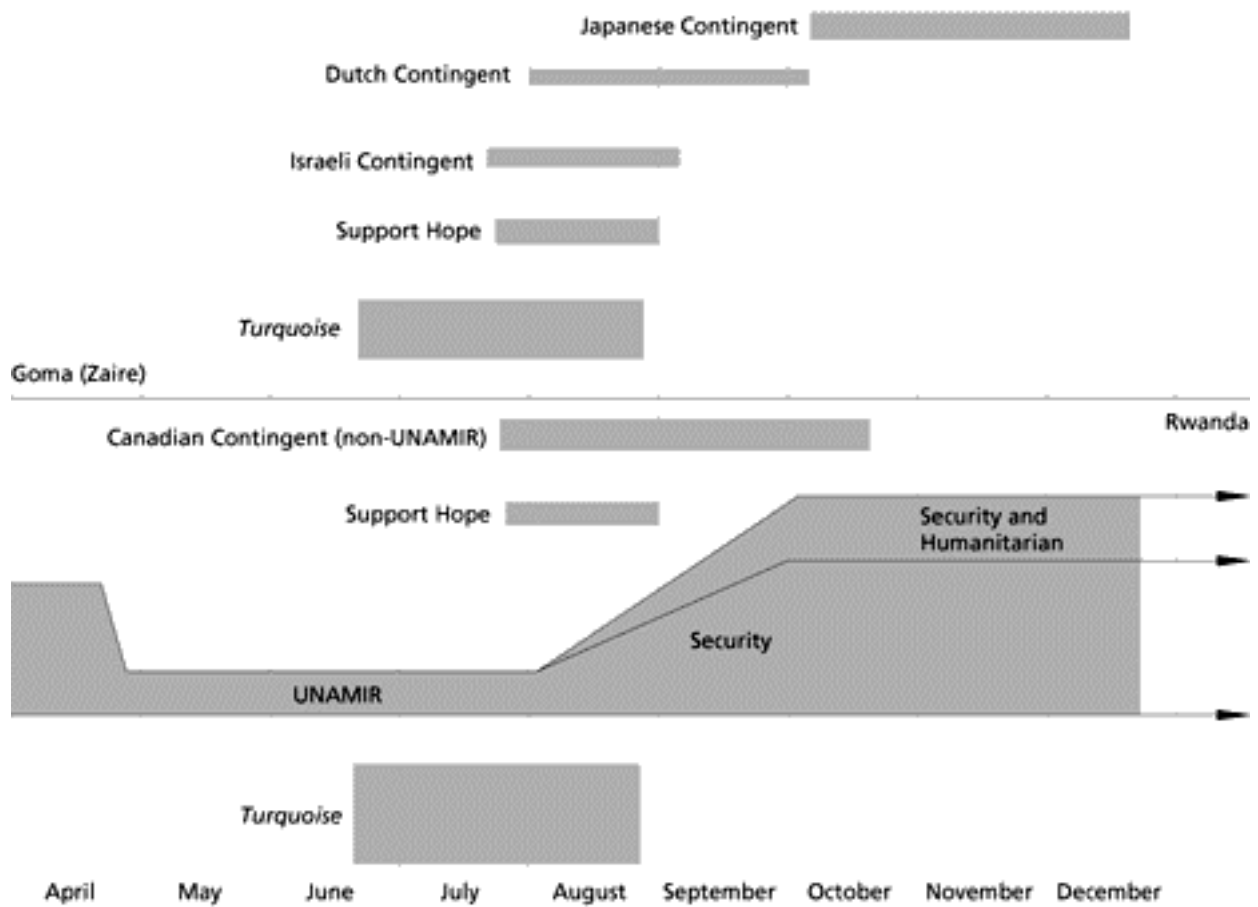 Japanese Contingent
Dutch Contingent
Israeli Contingent
Support Hope
Turquoise
Goma (Zaire)
Rwanda
Canadian Contingent (non-UNAMIR)
Support Hope
Security and
Humanitarian
Security
UNAMIR
Turquoise
April May June July August September October November December